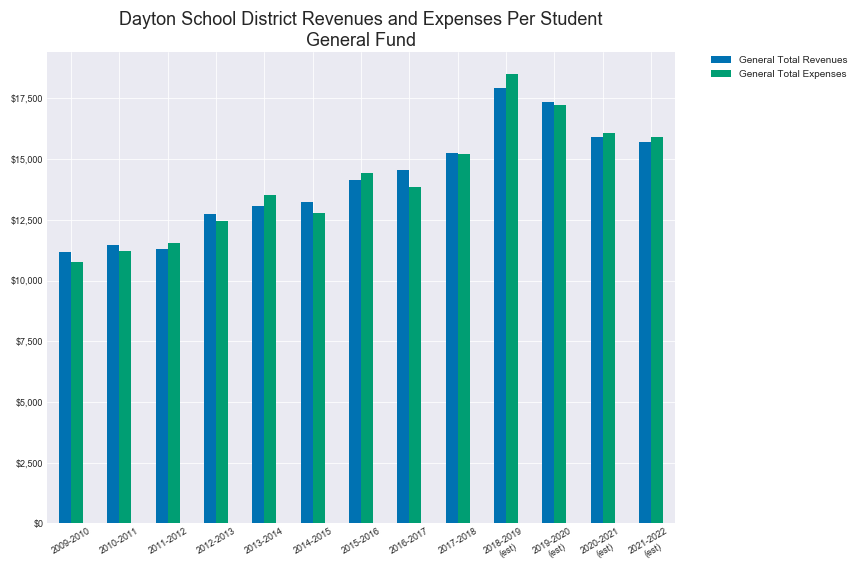 Dayton School District Revenues and Expenses Per Student
General Fund
General Total Revenues
General Total Expenses
$17,500
$15,000
$12,500
$10,000
$7,500
$5,000
$2,500
$0
2009-2010
2010-2011
2011-2012
2012-2013
2013-2014
2014-2015
2015-2016
2016-2017
2017-2018
2018-2019
(est)
2019-2020
(est)
2020-2021
(est)
2021-2022
(est)